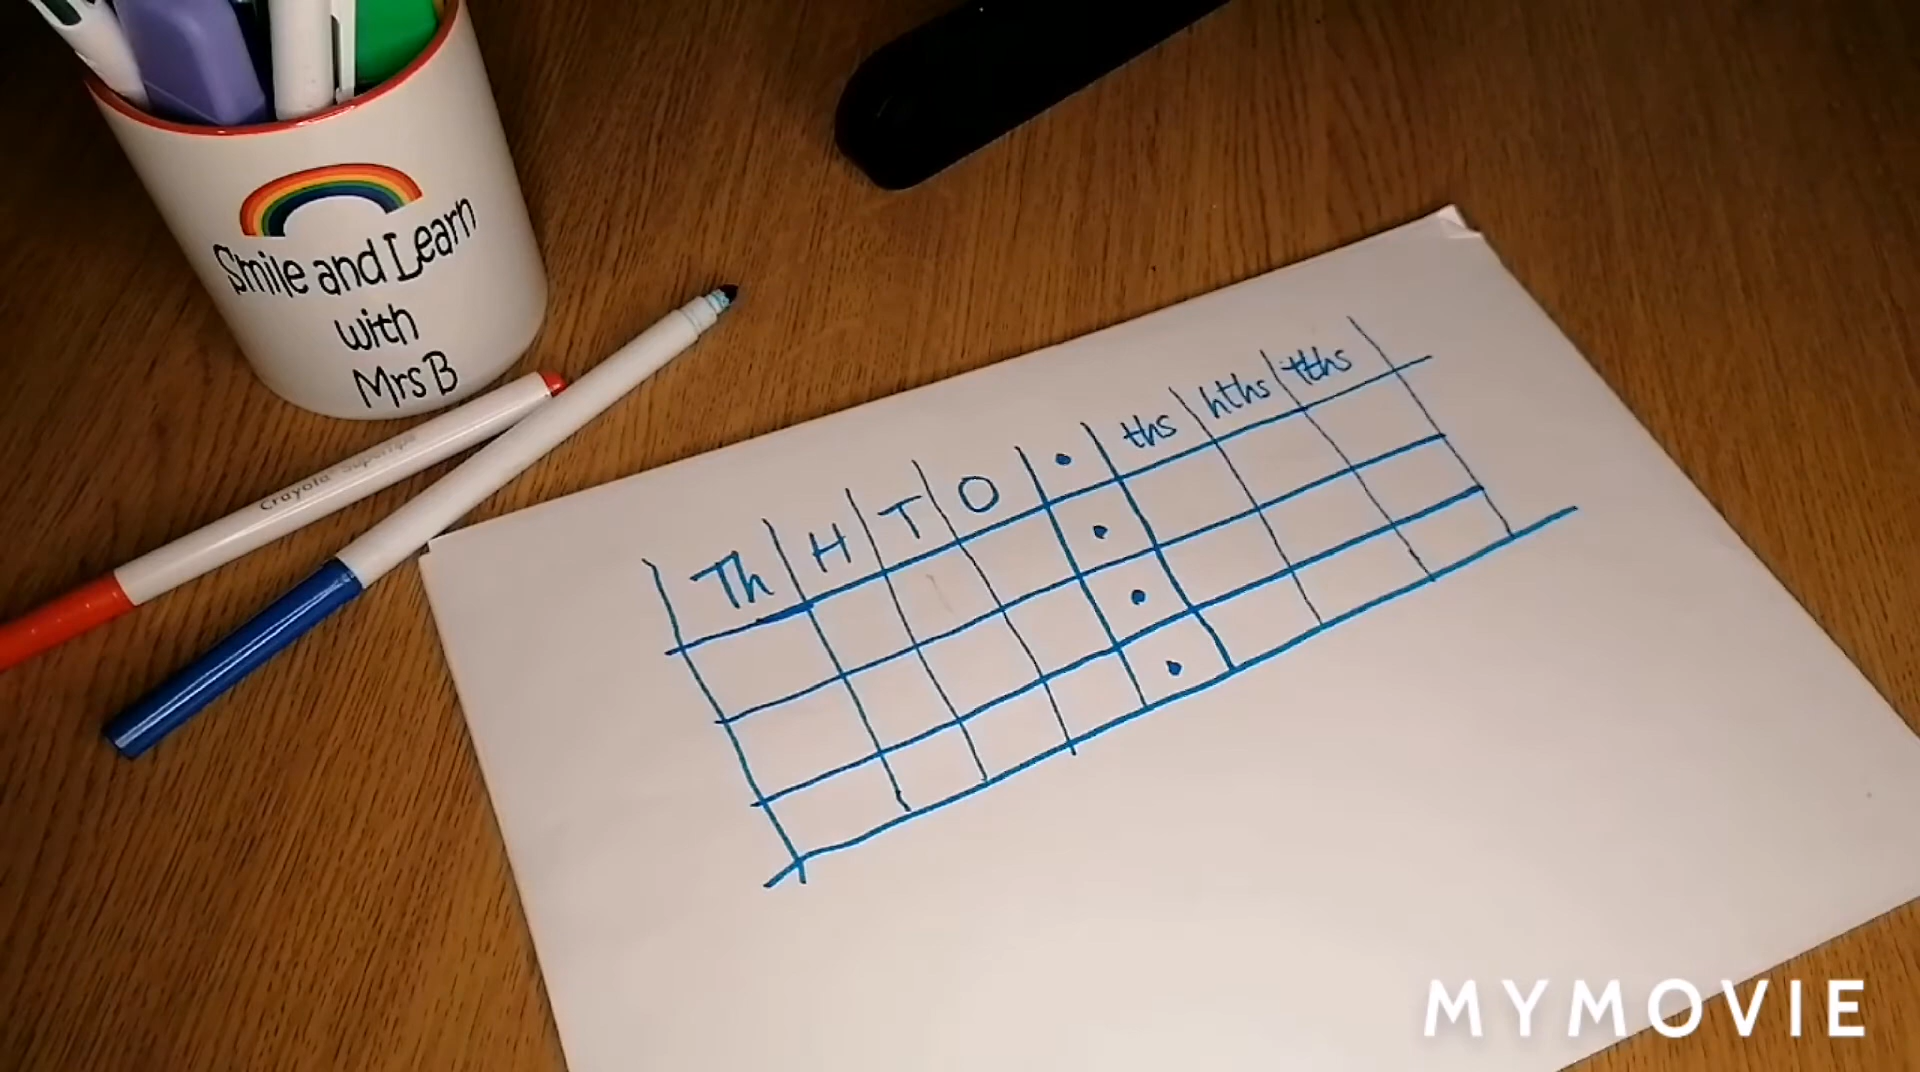 Smile and Learn
with
Mrs B
Crayola SuperTips
Th H T O . ths hths tths
.
.
.
MYMOVIE